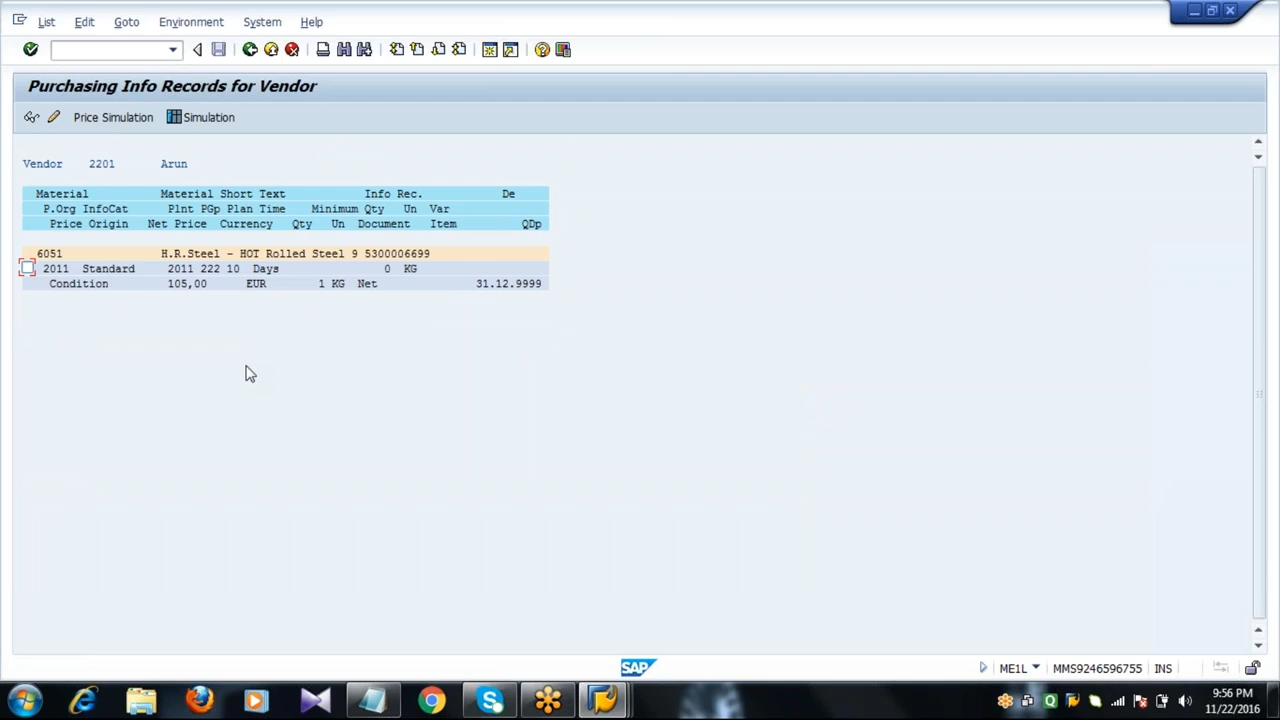 List Edit Goto Environment System Help
Purchasing Info Records for Vendor
Price Simulation Simulation
Vendor 2201 Arun
Material Material Short Text Info Rec. De
P.Org InfoCat Plnt PGp Plan Time Minimum Qty Un Var
Price Origin Net Price Currency Qty Un Document Item QDp
6051 H.R.Steel - HOT Rolled Steel 9 5300006699
2011 Standard 2011 222 10 Days 0 KG
Condition 105,00 EUR 1 KG Net 31.12.9999
SAP
ME1L MMS9246596755 INS
9:56 PM
11/22/2016